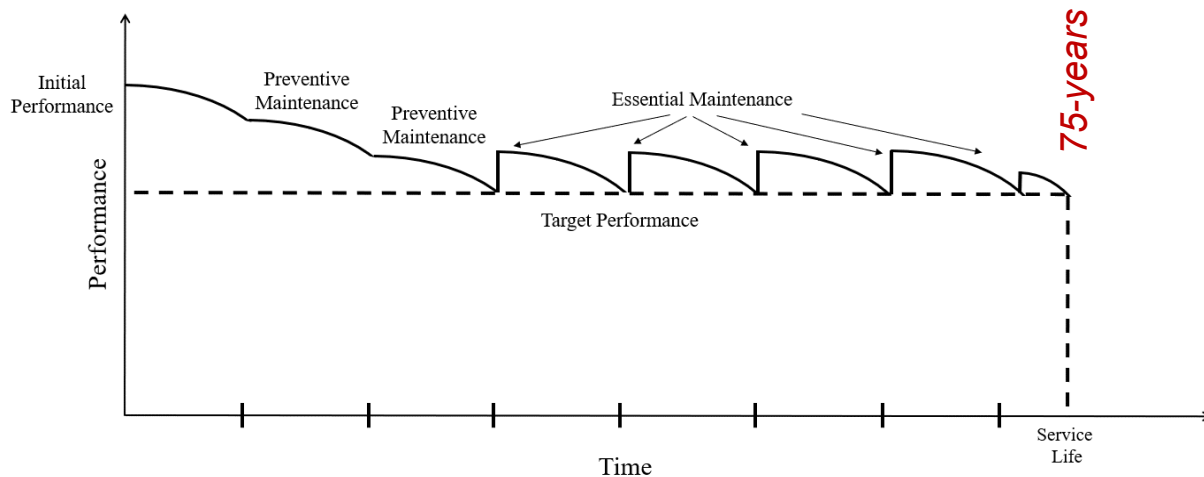 Initial
Performance
Preventive
Maintenance
Preventive
Maintenance
Essential Maintenance
75-years
Target Performance
Performance
Service
Life
Time